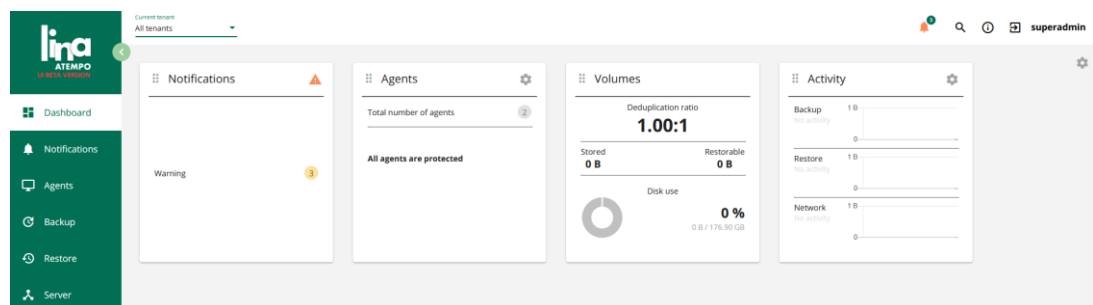 lina
ATEMPO
LA BETA VERSION
Current tenant
All tenants
3
superadmin
Dashboard
Notifications
Agents
Backup
Restore
Server
Notifications
Warning
3
Agents
Total number of agents
2
All agents are protected
Volumes
Deduplication ratio
1.00:1
Stored
0 B
Restorable
0 B
Disk use
0 %
0 B / 176.90 GB
Activity
Backup
No activity
1 B
0
Restore
No activity
1 B
0
Network
No activity
1 B
0